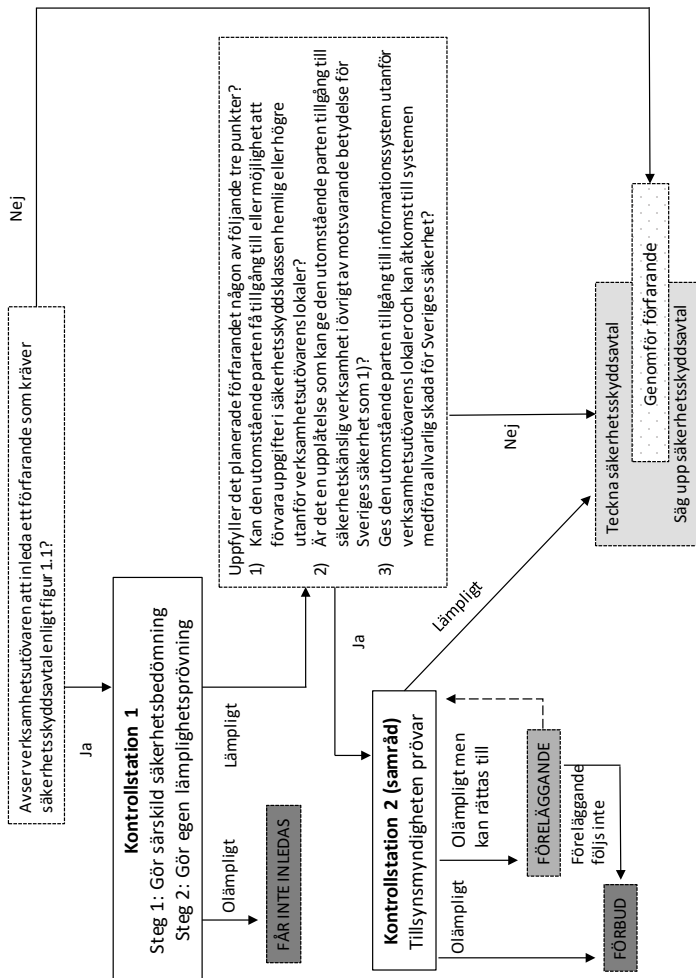 Avser verksamhetsutövaren att inleda ett förfarande som kräver
säkerhetsskyddsavtal enligt figur 1.1?
Nej
Ja
Kontrollstation 1
Steg 1: Gör särskild säkerhetsbedömning
Steg 2: Gör egen lämplighetsprövning
Olämpligt
FÅR INTE INLEDAS
Lämpligt
Uppfyller det planerade förfarandet någon av följande tre punkter?
1) Kan den utomstående parten få tillgång till eller möjlighet att
förvara uppgifter i säkerhetsskyddsklassen hemlig eller högre
utanför verksamhetsutövarens lokaler?
2) Är det en upplåtelse som kan ge den utomstående parten tillgång till
säkerhetskänslig verksamhet i övrigt av motsvarande betydelse för
Sveriges säkerhet som 1)?
3) Ges den utomstående parten tillgång till informationssystem utanför
verksamhetsutövarens lokaler och kan åtkomst till systemen
medföra allvarlig skada för Sveriges säkerhet?
Ja
Nej
Kontrollstation 2 (samråd)
Tillsynsmyndigheten prövar
Olämpligt
Olämpligt men
kan rättas till
Lämpligt
FÖRELÄGGANDE
Föreläggande
följs inte
FÖRBUD
Teckna säkerhetsskyddsavtal
Genomför förfarande
Säg upp säkerhetsskyddsavtal